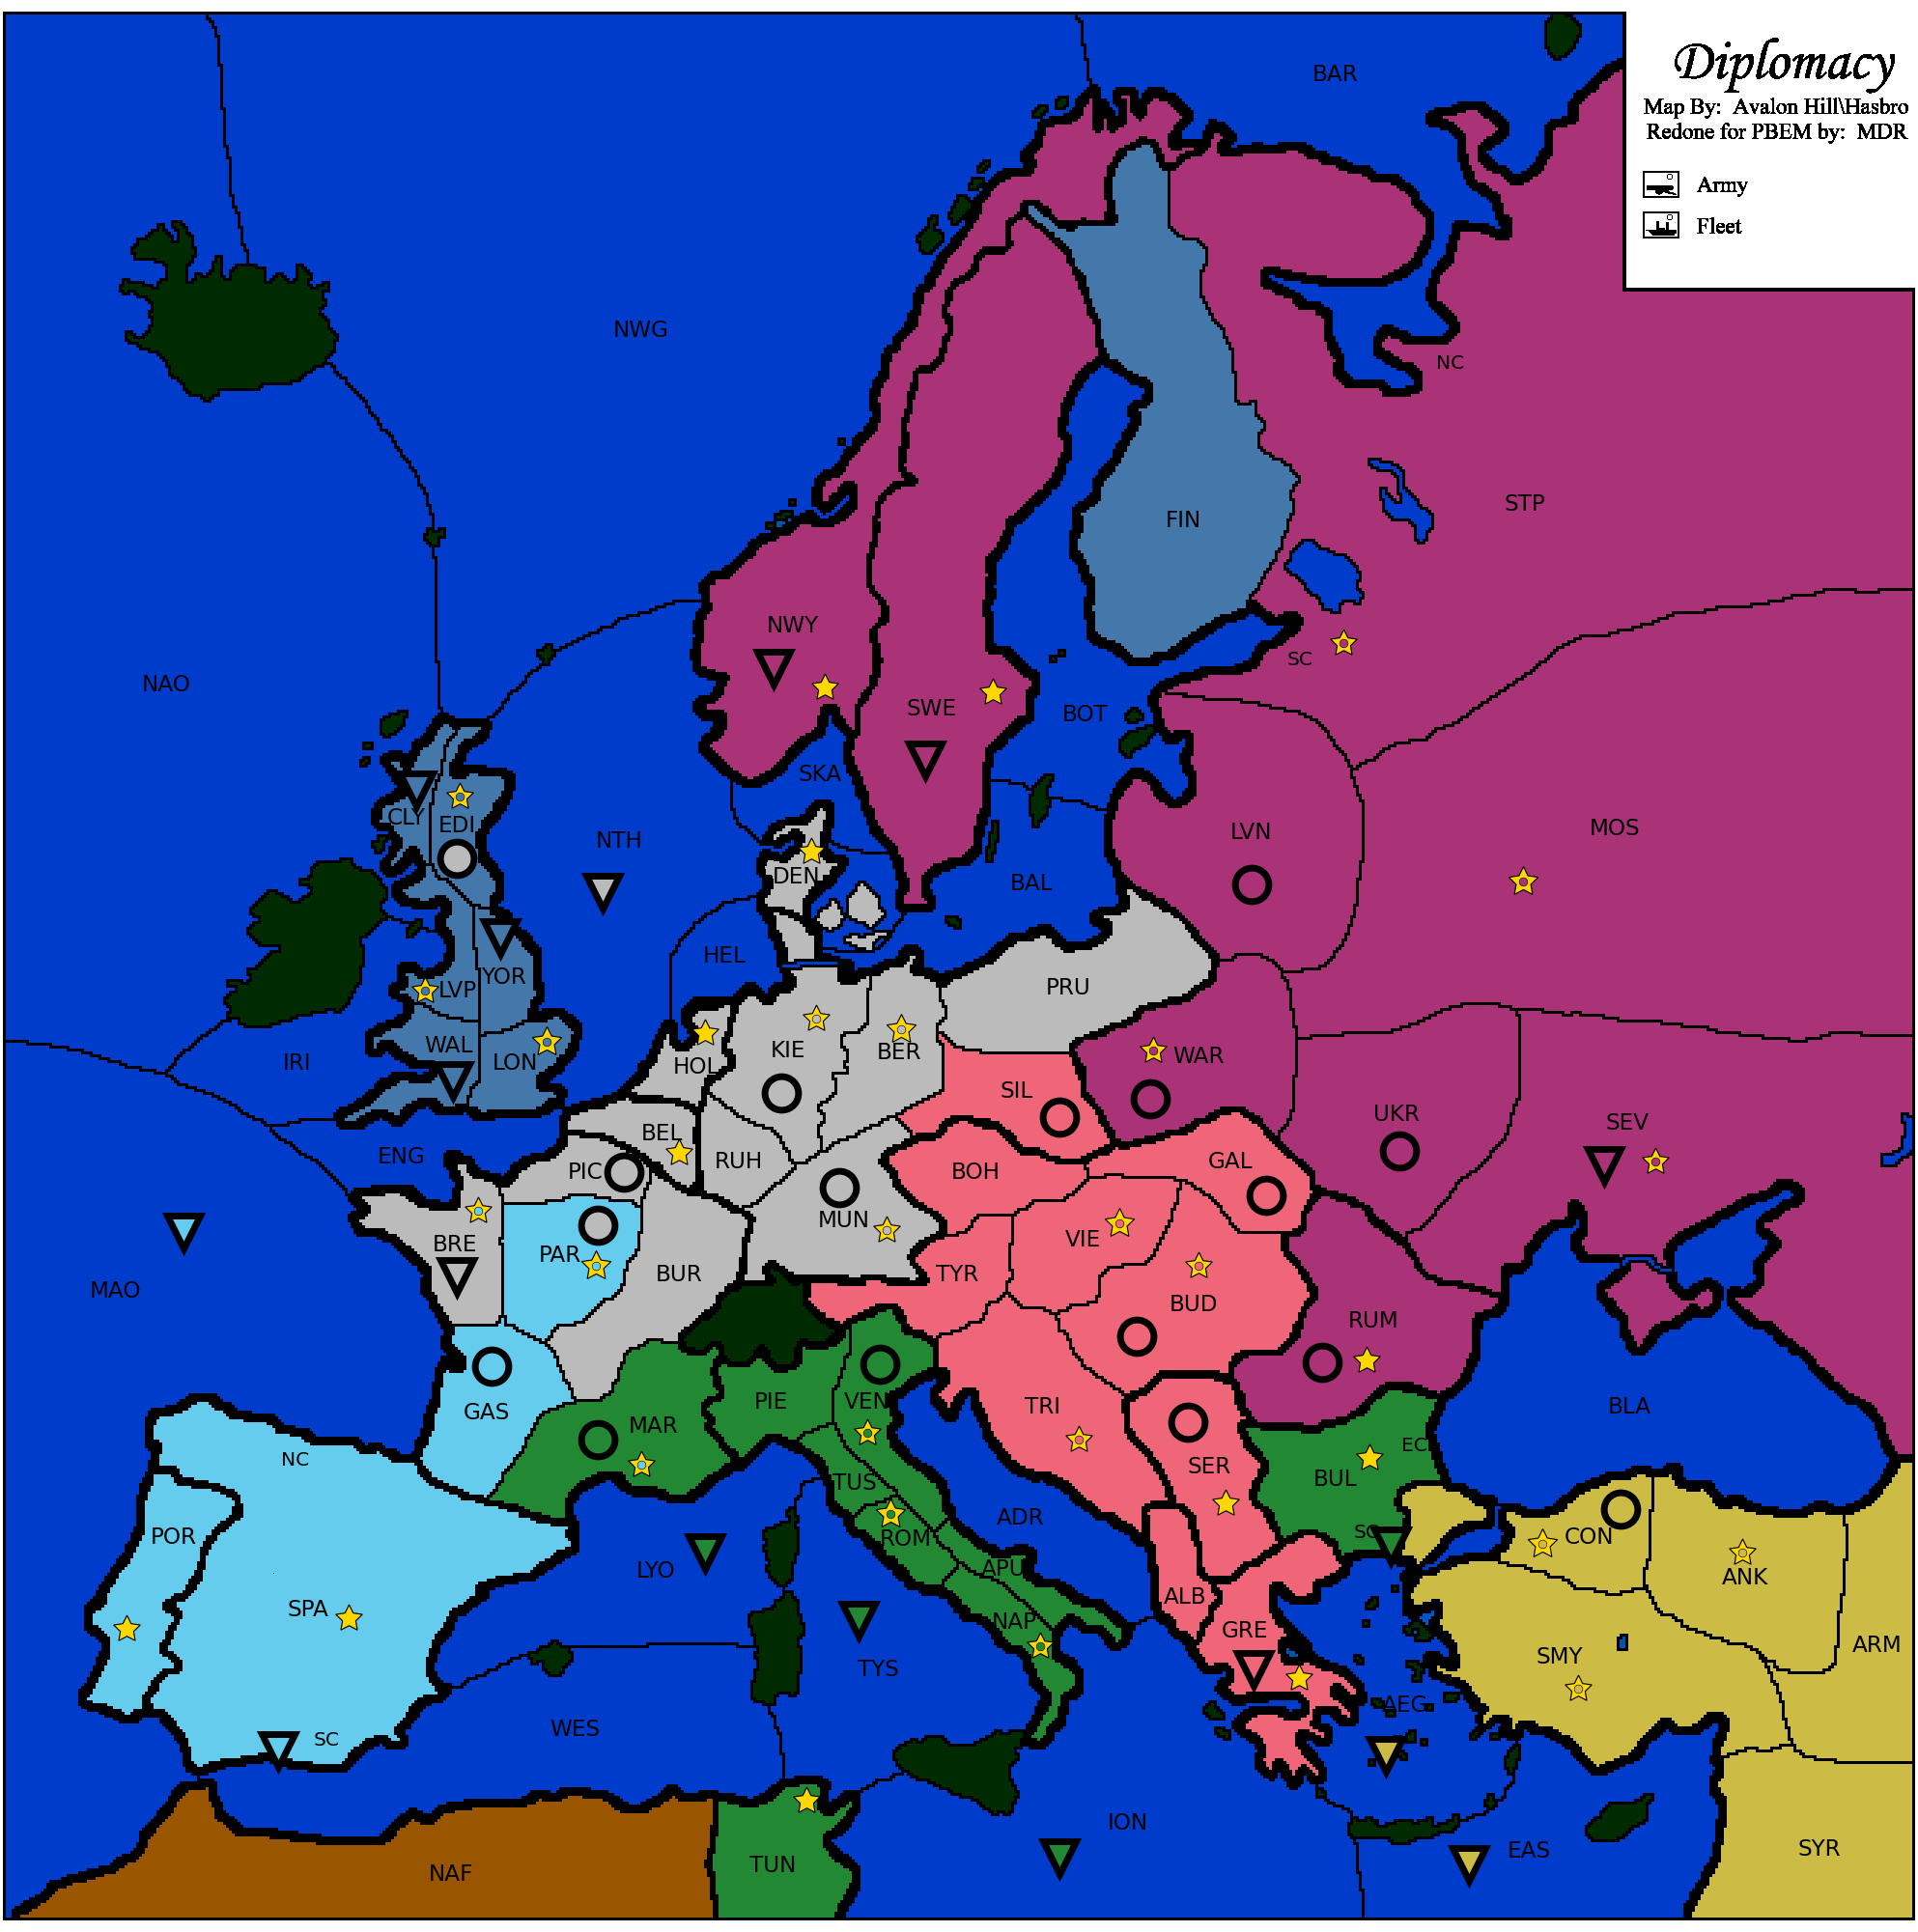 Diplomacy
Map By: Avalon Hill\Hasbro
Redone for PBEM by: MDR
Army
Fleet
BAR
NWG
NC
STP
FIN
NWY
SC
NAO
SWE
BOT
SKA
CLY
EDI
NTH
LVN
MOS
DEN
BAL
HEL
YOR
LVP
PRU
WAL
LON
IRI
HOL
KIE
BER
WAR
SIL
UKR
SEV
BEL
ENG
PIC
RUH
BOH
GAL
MUN
BRE
PAR
VIE
BUR
TYR
MAO
BUD
RUM
GAS
MAR
PIE
VEN
TRI
BLA
NC
EC
SER
BUL
TUS
POR
ADR
SC
CON
ROM
LYO
APU
ANK
ALB
SPA
NAP
GRE
ARM
SMY
TYS
AEG
WES
SC
ION
EAS
SYR
NAF
TUN